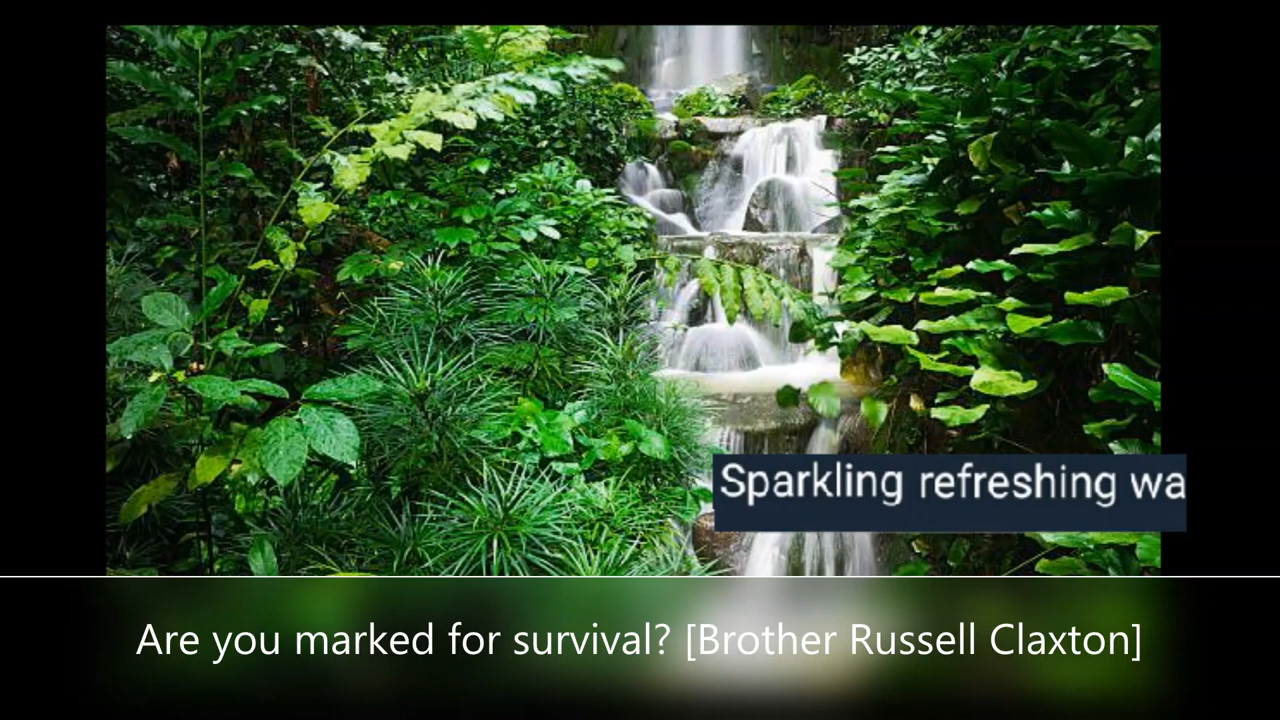 Sparkling refreshing wa
Are you marked for survival? [Brother Russell Claxton]